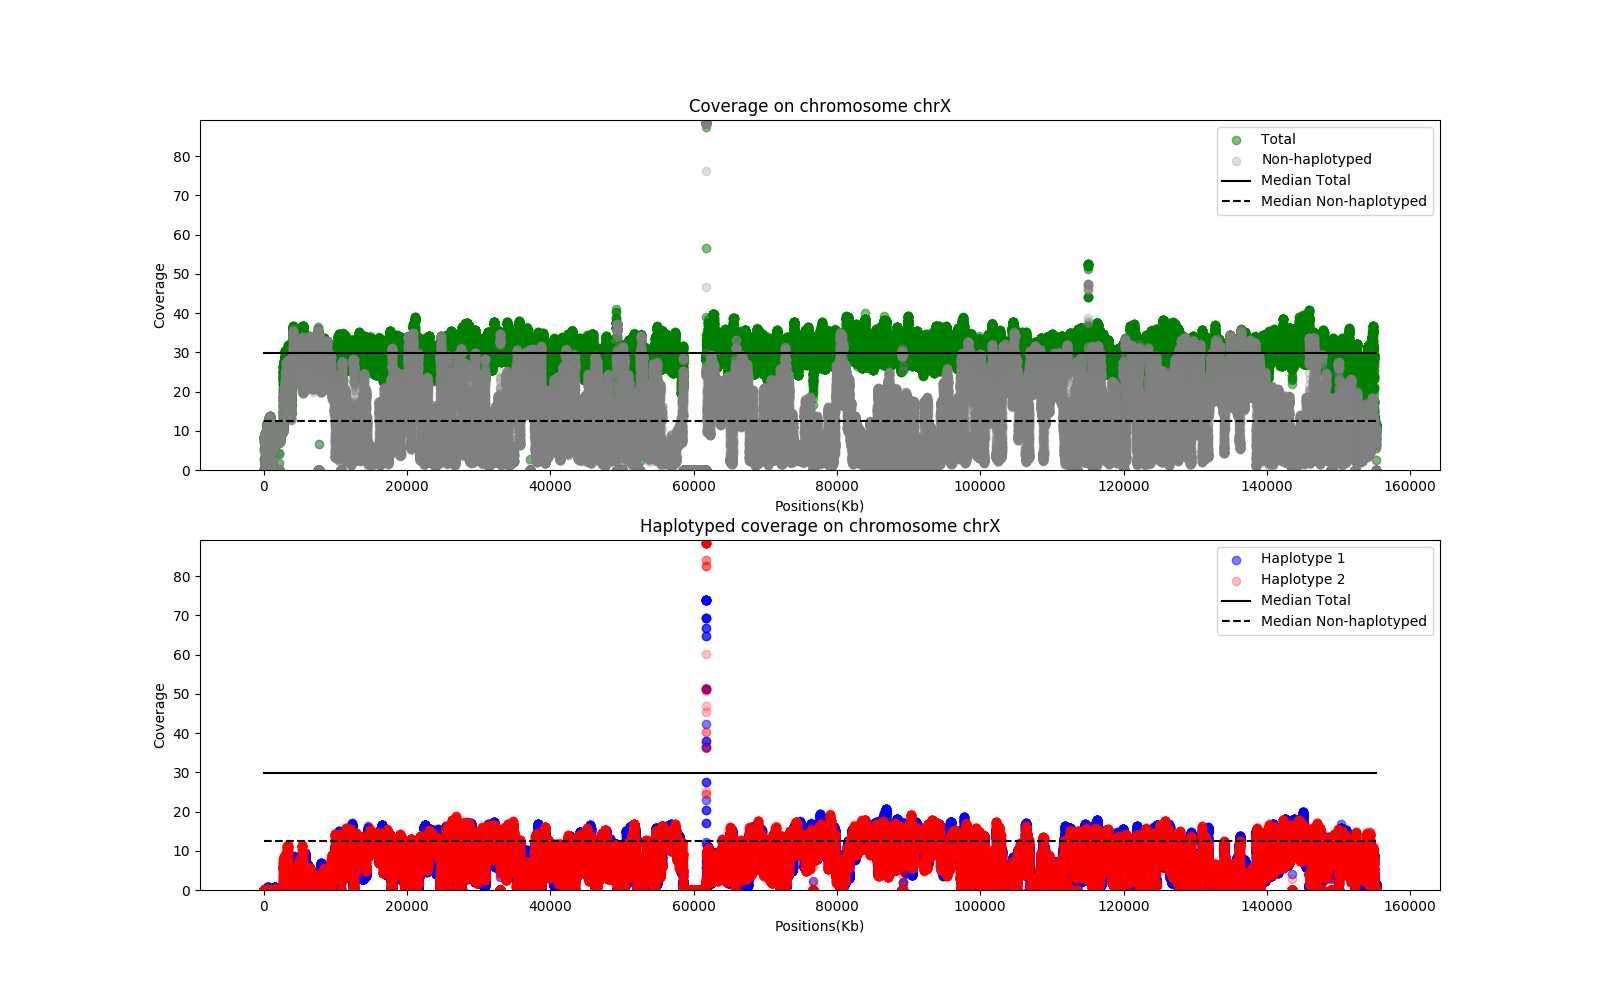 Coverage on chromosome chrX
Coverage
80
70
60
50
40
30
20
10
0
0 20000 40000 60000 80000 100000 120000 140000 160000
Positions(Kb)
Total
Non-haplotyped
Median Total
Median Non-haplotyped
Haplotyped coverage on chromosome chrX
Coverage
80
70
60
50
40
30
20
10
0
0 20000 40000 60000 80000 100000 120000 140000 160000
Positions(Kb)
Haplotype 1
Haplotype 2
Median Total
Median Non-haplotyped